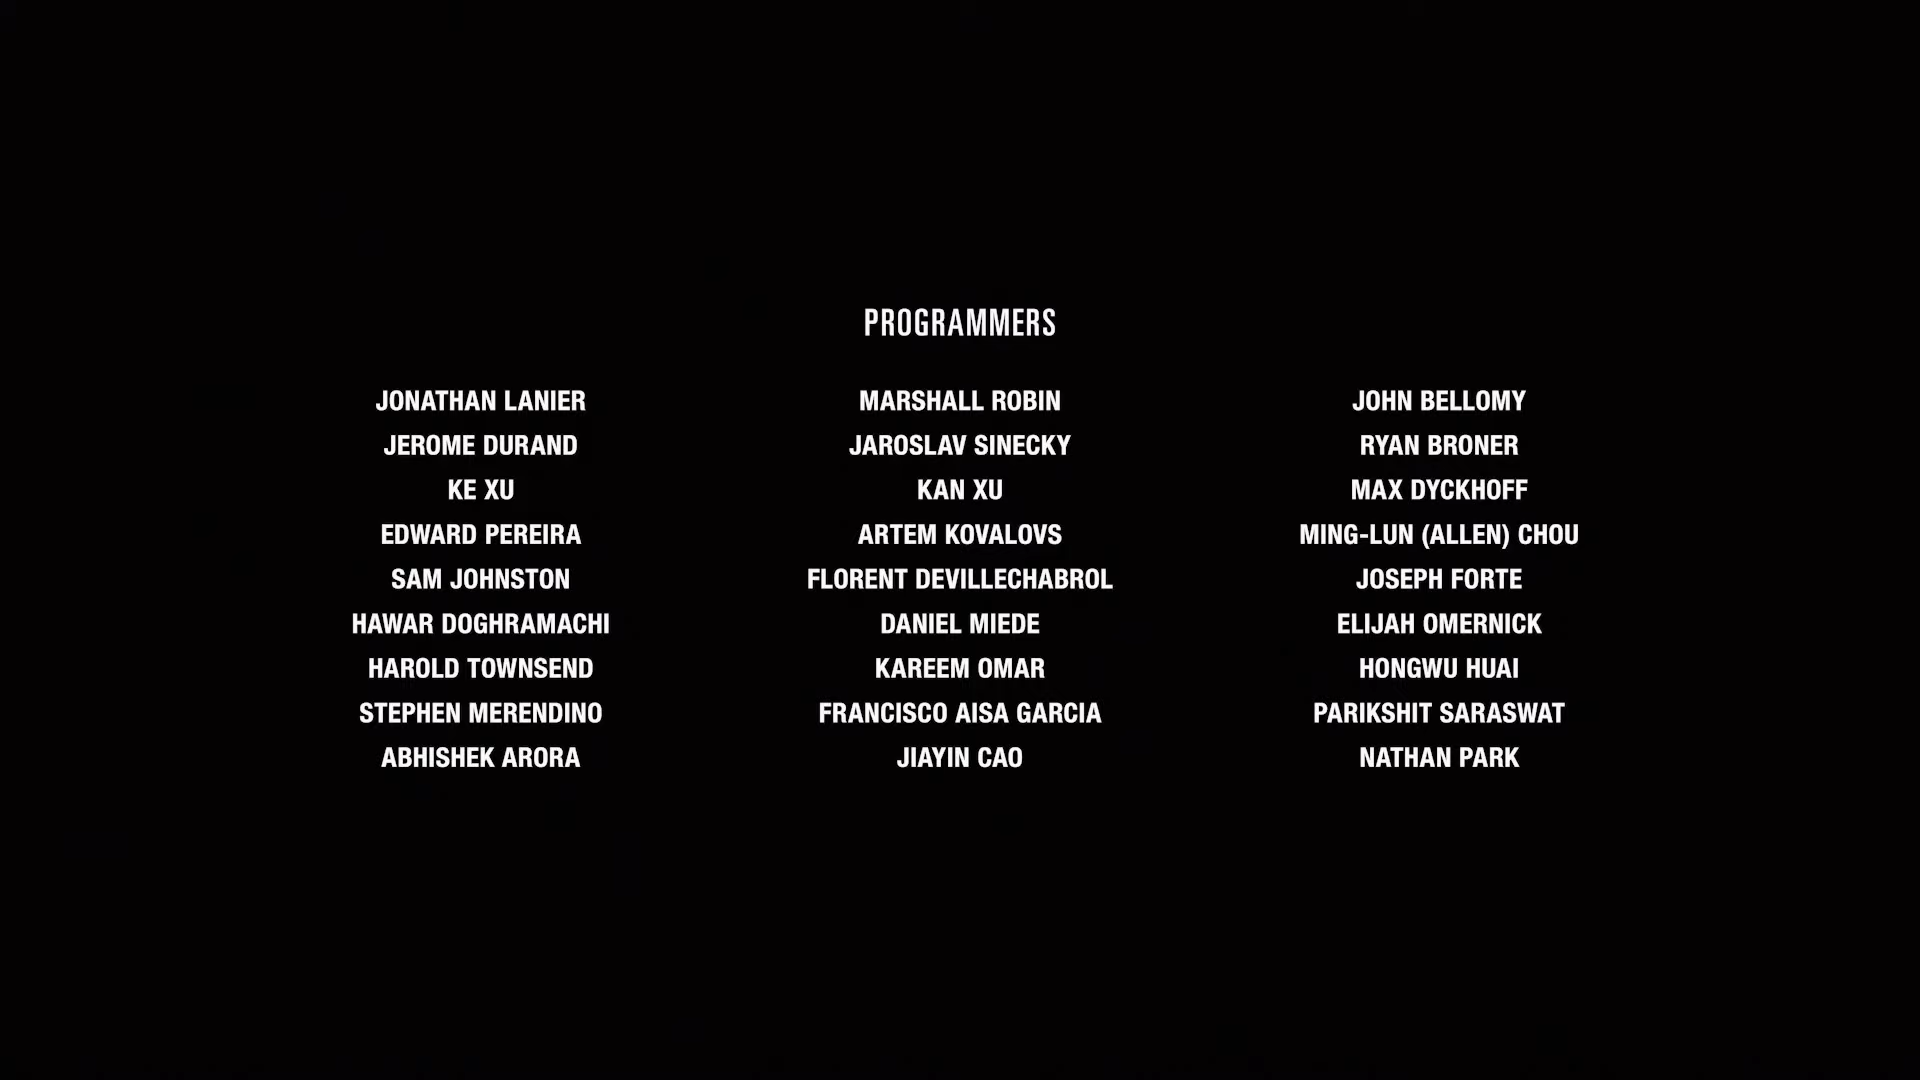 PROGRAMMERS
JONATHAN LANIER
MARSHALL ROBIN
JOHN BELLOMY
JEROME DURAND
JAROSLAV SINECKY
RYAN BRONER
KE XU
KAN XU
MAX DYCKHOFF
EDWARD PEREIRA
ARTEM KOVALOVS
MING-LUN (ALLEN) CHOU
SAM JOHNSTON
FLORENT DEVILLECHABROL
JOSEPH FORTE
HAWAR DOGHRAMACHI
DANIEL MIEDE
ELIJAH OMERNICK
HAROLD TOWNSEND
KAREEM OMAR
HONGWU HUAI
STEPHEN MERENDINO
FRANCISCO AISA GARCIA
PARIKSHIT SARASWAT
ABHISHEK ARORA
JIAYIN CAO
NATHAN PARK